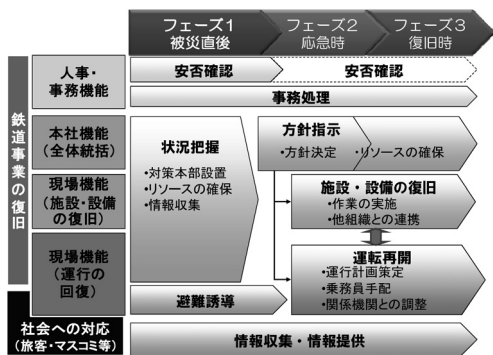 フェーズ1
被災直後
フェーズ2
応急時
フェーズ3
復旧時
鉄道事業の復旧
人事・
事務機能
安否確認
安否確認
事務処理
本社機能
(全体統括)
状況把握
・対策本部設置
・リソースの確保
・情報収集
方針指示
・方針決定
・リソースの確保
現場機能
(施設・設備
の復旧)
施設・設備の復旧
・作業の実施
・他組織との連携
現場機能
(運行の
回復)
運転再開
・運行計画策定
・乗務員手配
・関係機関との調整
避難誘導
社会への対応
(旅客・マスコミ等)
情報収集・情報提供